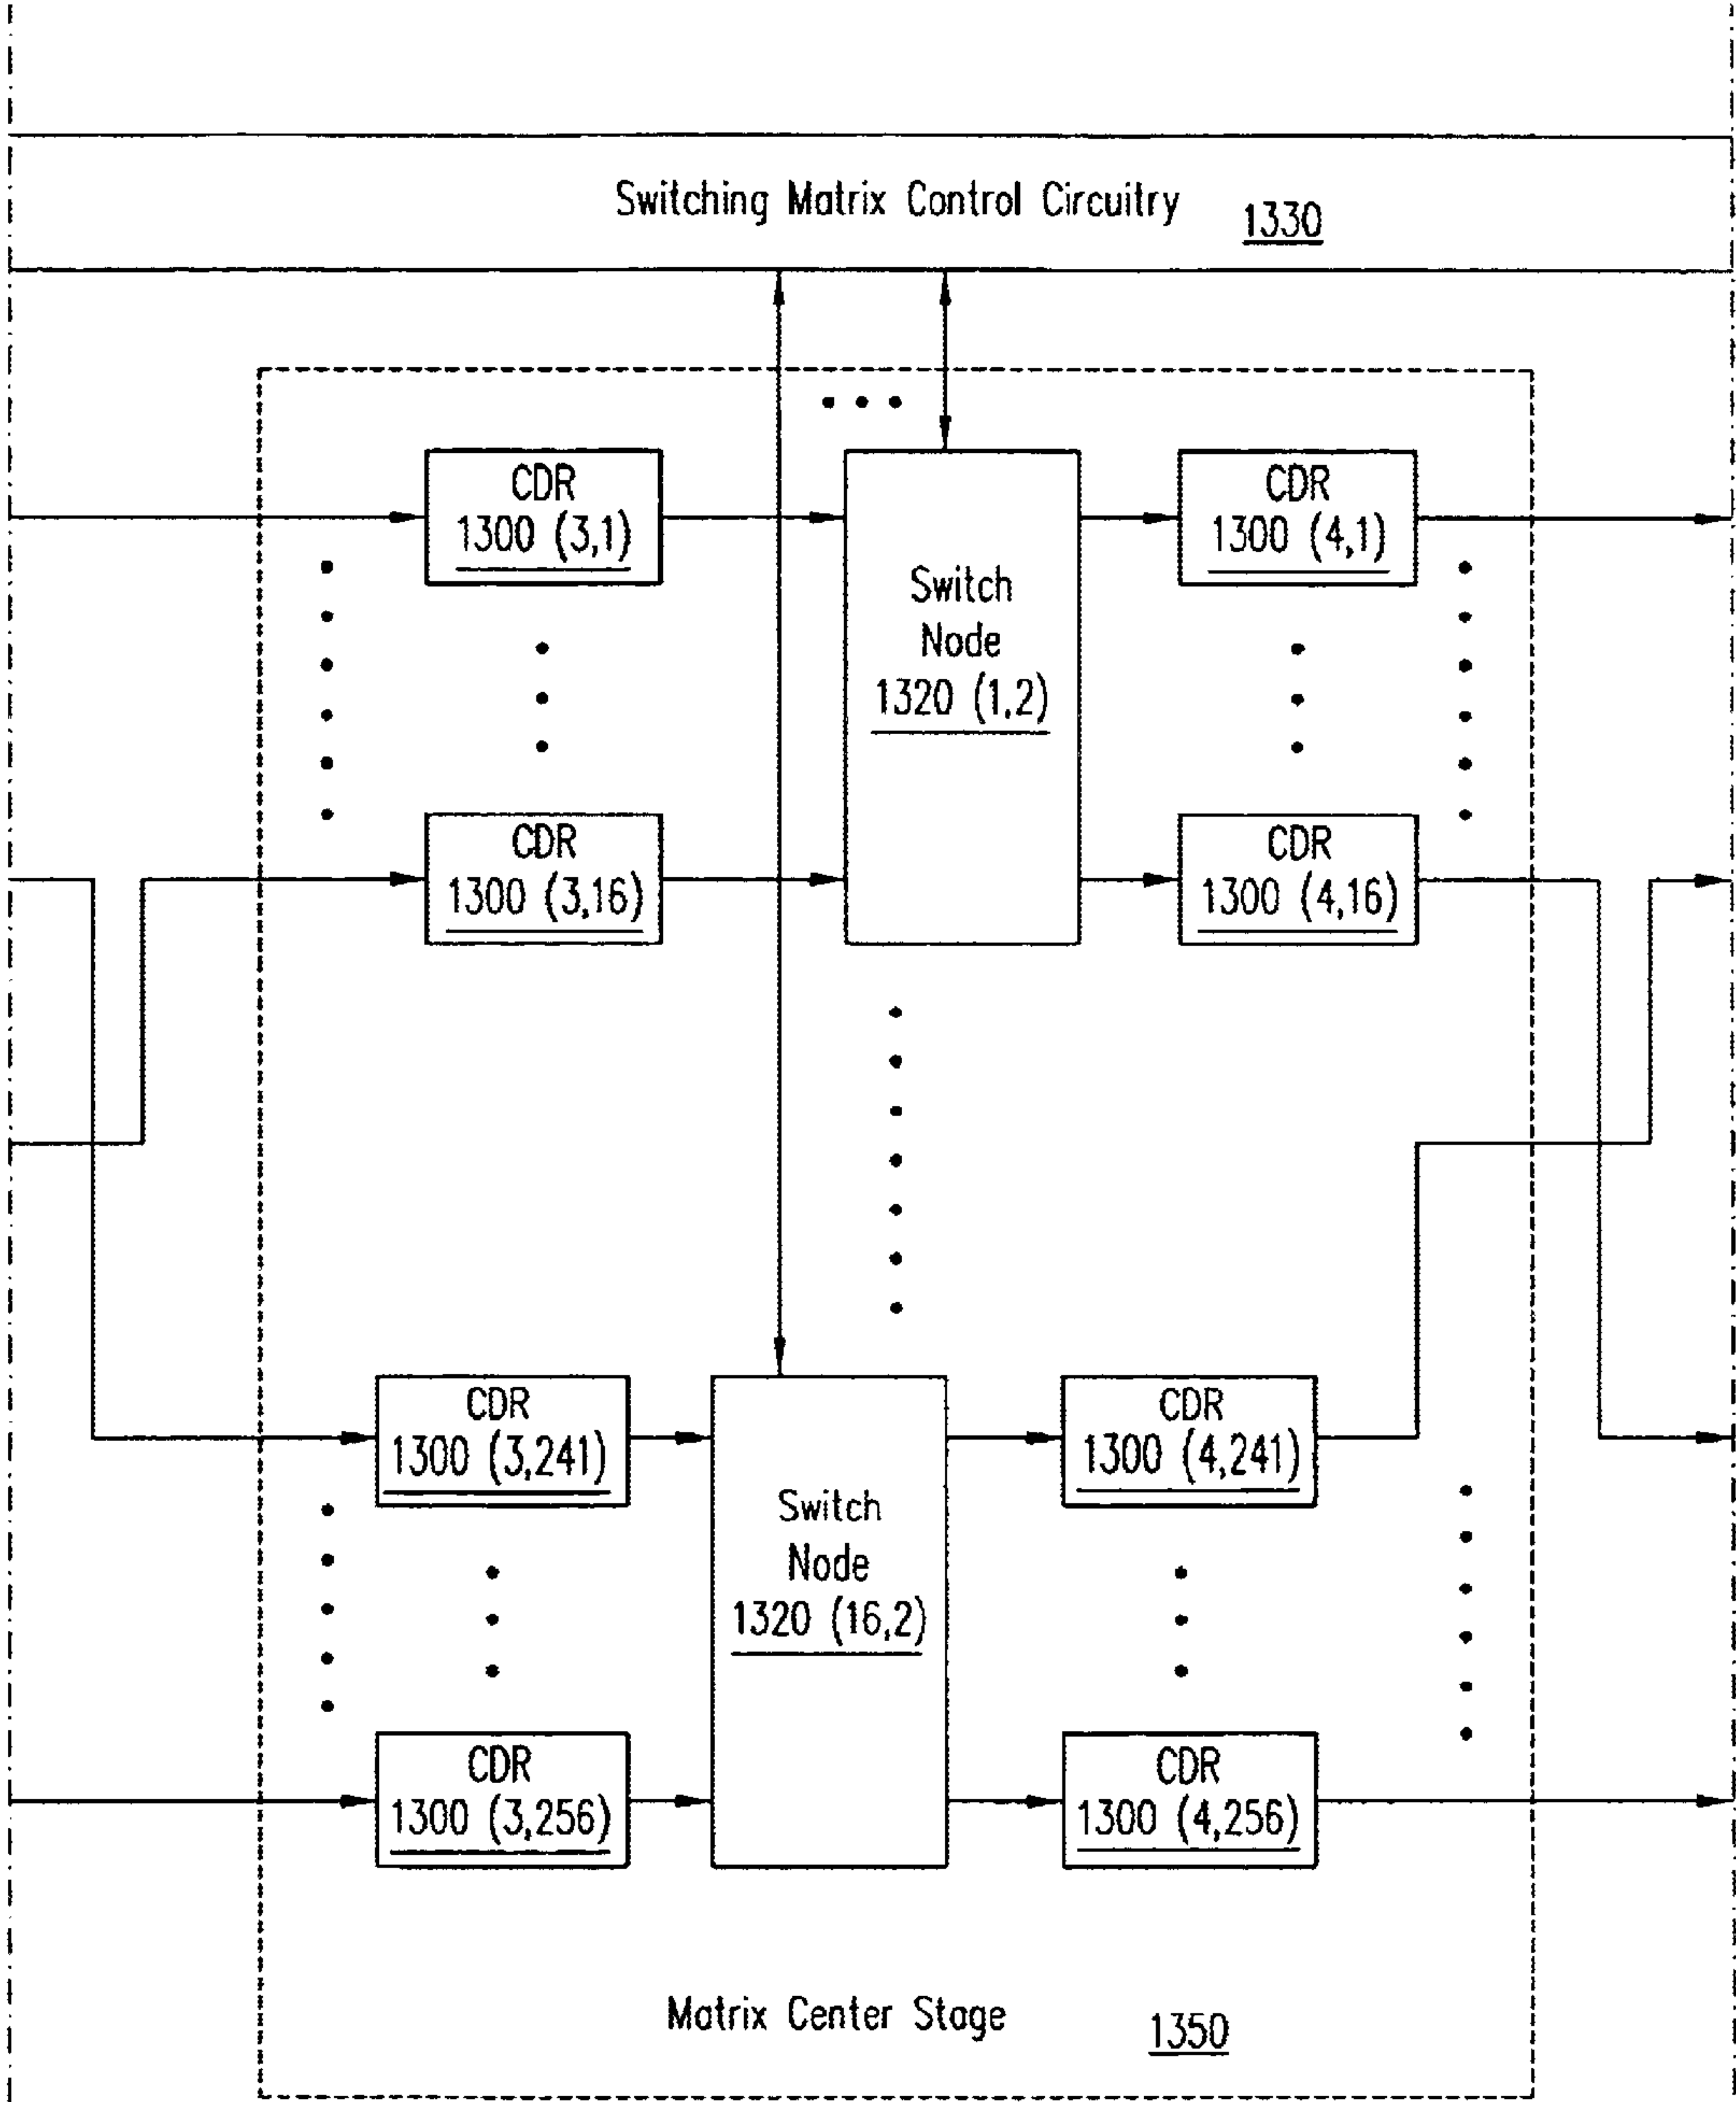 Switching Matrix Control Circuitry 1330
CDR
1300 (3,1)
CDR
1300 (4,1)
Switch
Node
1320 (1,2)
CDR
1300 (3,16)
CDR
1300 (4,16)
CDR
1300 (3,241)
CDR
1300 (4,241)
Switch
Node
1320 (16,2)
CDR
1300 (3,256)
CDR
1300 (4,256)
Matrix Center Stage 1350